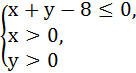 x + y − 8 ≤ 0,
x > 0,
y > 0